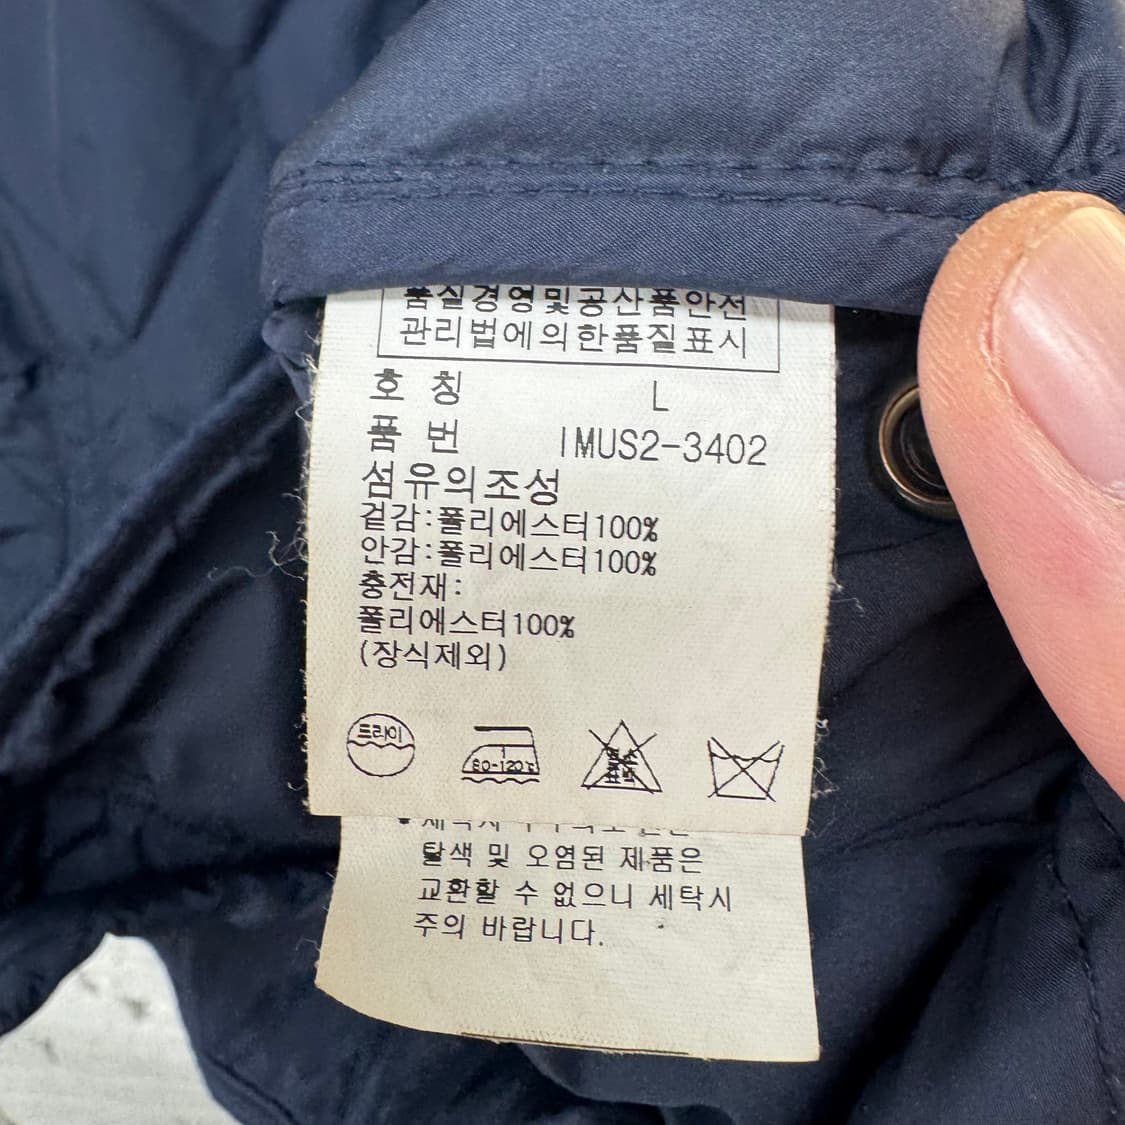 품질경영및공산품안전
관리법에의한품질표시
호 칭 L
품 번 IMUS2-3402
섬유의조성
겉감:폴리에스터100%
안감:폴리에스터100%
충전재:
폴리에스터100%
(장식제외)
드라이 80-120℃
탈색 및 오염된 제품은
교환할 수 없으니 세탁시
주의 바랍니다.